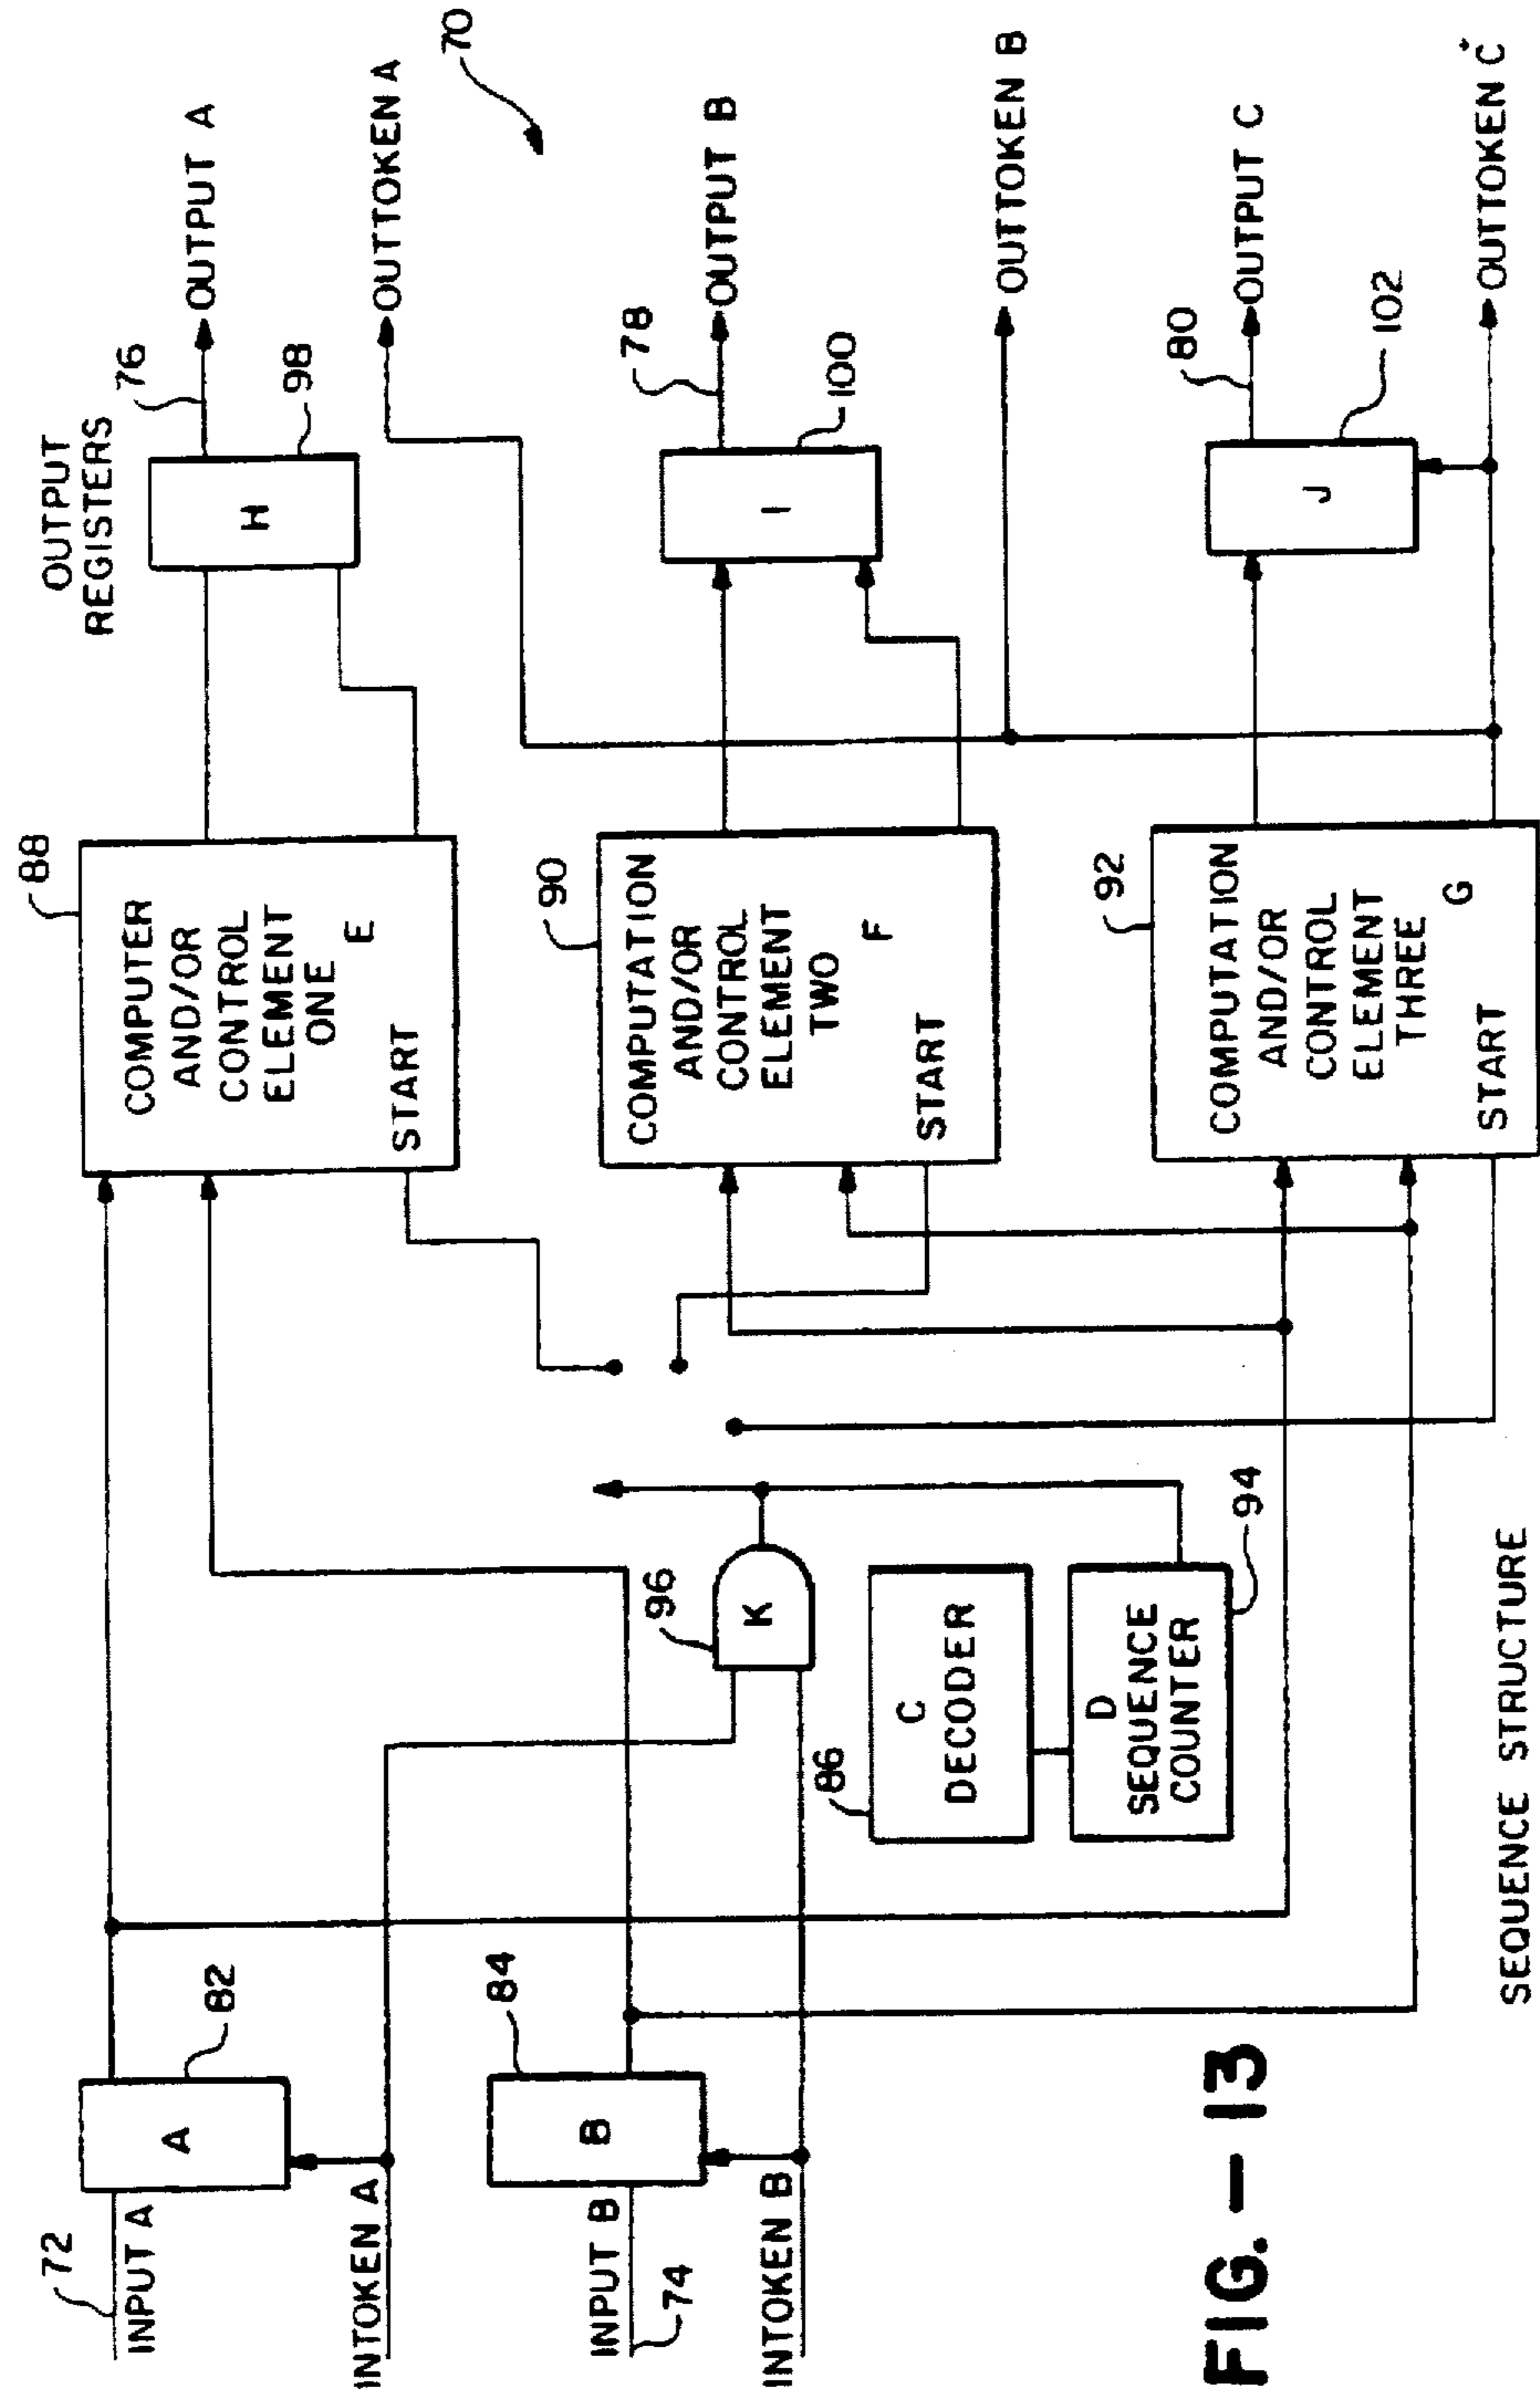 70
OUTPUT
REGISTERS
72
INPUT A
A
82
88
COMPUTER
AND/OR
CONTROL
ELEMENT
ONE
E
START
H
98
76
OUTPUT A
INTOKEN A
OUTTOKEN A
INPUT B
74
B
84
96
K
90
COMPUTATION
AND/OR
CONTROL
ELEMENT
TWO
F
START
I
100
78
OUTPUT B
INTOKEN B
OUTTOKEN B
86
C
DECODER
D
SEQUENCE
COUNTER
94
92
COMPUTATION
AND/OR
CONTROL
ELEMENT
THREE
G
START
J
102
80
OUTPUT C
OUTTOKEN C
FIG.-13
SEQUENCE STRUCTURE